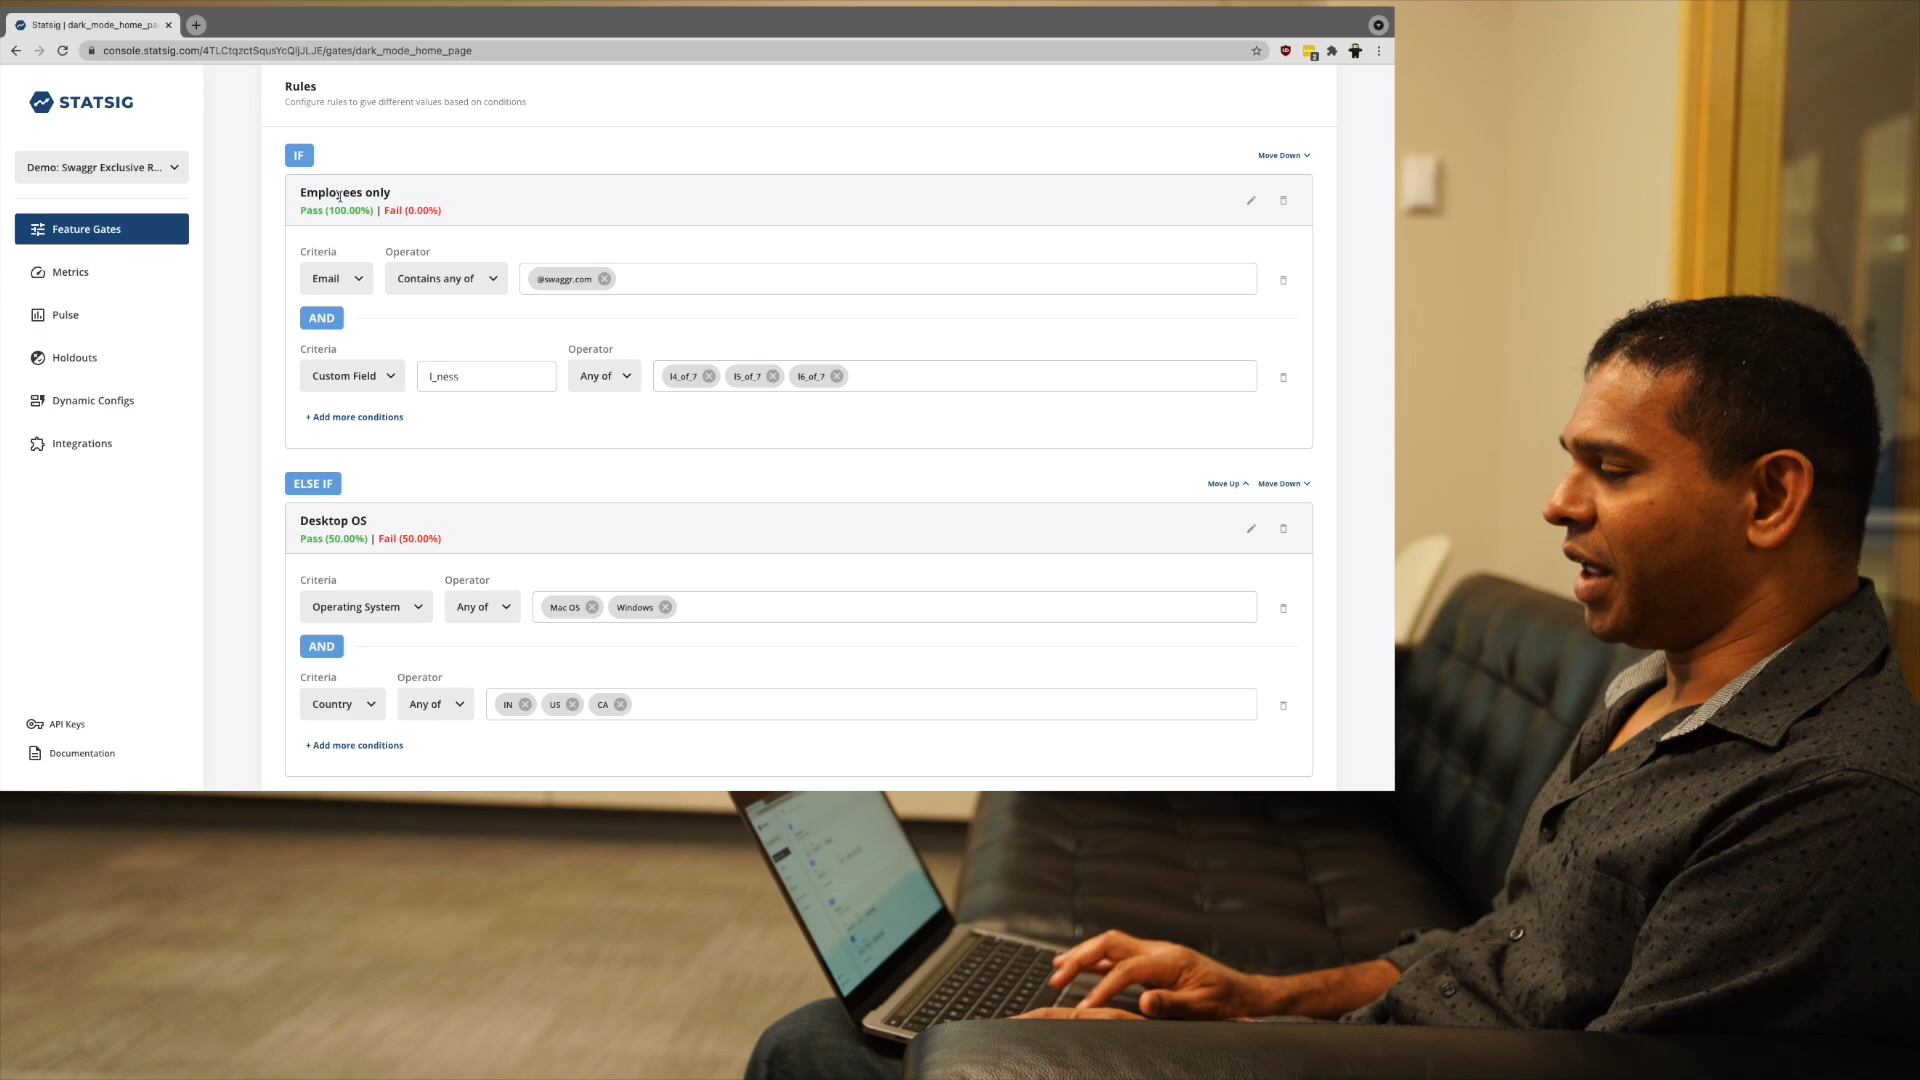 Statsig | dark_mode_home_pa
console.statsig.com/4TLCtqzctSqusYcQljJLJE/gates/dark_mode_home_page
2
STATSIG
Demo: Swaggr Exclusive R...
Feature Gates
Metrics
Pulse
Holdouts
Dynamic Configs
Integrations
API Keys
Documentation
Rules
Configure rules to give different values based on conditions
IF
Move Down
Employees only
Pass (100.00%) | Fail (0.00%)
Criteria Operator
Email Contains any of @swaggr.com
AND
Criteria Operator
Custom Field l_ness Any of l4_of_7 l5_of_7 l6_of_7
+ Add more conditions
ELSE IF
Move Up Move Down
Desktop OS
Pass (50.00%) | Fail (50.00%)
Criteria Operator
Operating System Any of Mac OS Windows
AND
Criteria Operator
Country Any of IN US CA
+ Add more conditions